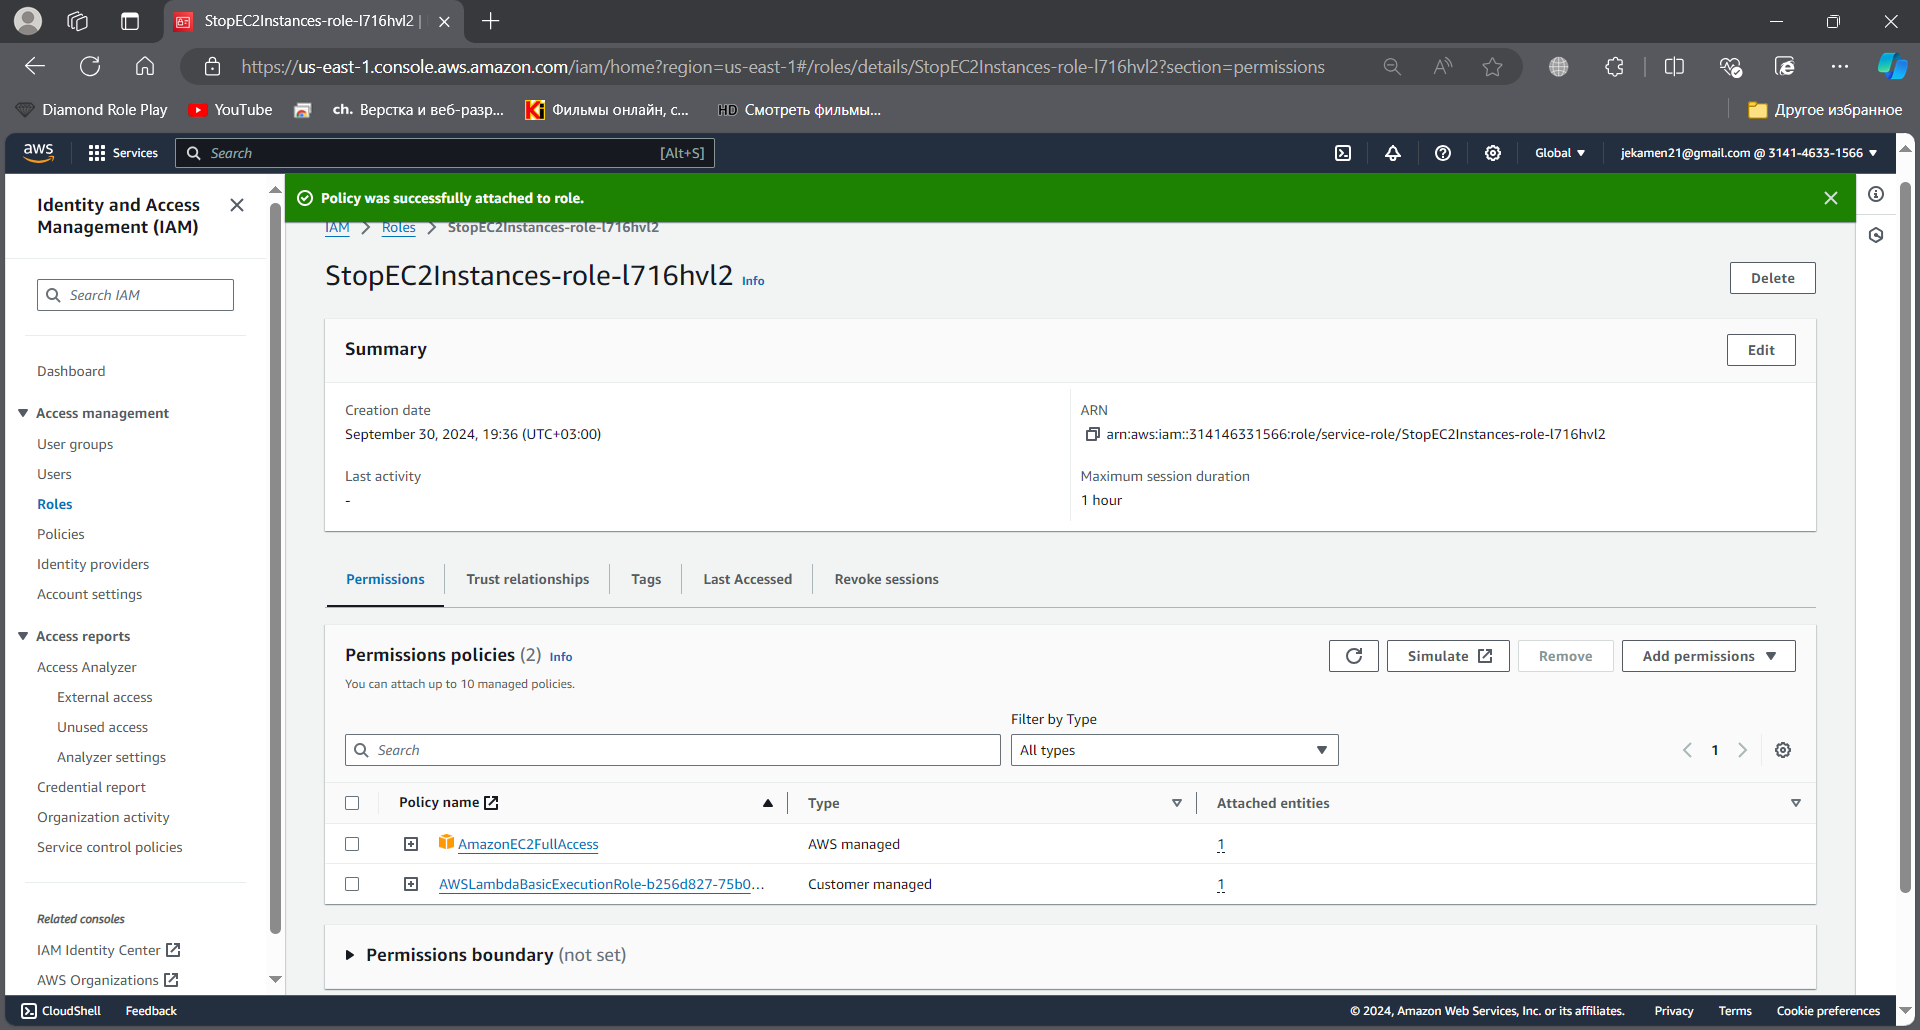 StopEC2Instances-role-l716hvl2 |
https://us-east-1.console.aws.amazon.com/iam/home?region=us-east-1#/roles/details/StopEC2Instances-role-l716hvl2?section=permissions
Diamond Role Play
YouTube
ch. Верстка и веб-разр...
Фильмы онлайн, с...
HD Смотреть фильмы...
Другое избранное
aws
Services
Search
[Alt+S]
Global
jekamen21@gmail.com @ 3141-4633-1566
Identity and Access
Management (IAM)
Search IAM
Dashboard
Access management
User groups
Users
Roles
Policies
Identity providers
Account settings
Access reports
Access Analyzer
External access
Unused access
Analyzer settings
Credential report
Organization activity
Service control policies
Related consoles
IAM Identity Center
AWS Organizations
Policy was successfully attached to role.
IAM > Roles > StopEC2Instances-role-l716hvl2
StopEC2Instances-role-l716hvl2 Info
Delete
Summary
Edit
Creation date
September 30, 2024, 19:36 (UTC+03:00)
ARN
arn:aws:iam::314146331566:role/service-role/StopEC2Instances-role-l716hvl2
Last activity
-
Maximum session duration
1 hour
Permissions
Trust relationships
Tags
Last Accessed
Revoke sessions
Permissions policies (2) Info
You can attach up to 10 managed policies.
Simulate
Remove
Add permissions
Filter by Type
Search
All types
1
Policy name
Type
Attached entities
AmazonEC2FullAccess
AWS managed
1
AWSLambdaBasicExecutionRole-b256d827-75b0...
Customer managed
1
Permissions boundary (not set)
CloudShell
Feedback
© 2024, Amazon Web Services, Inc. or its affiliates.
Privacy
Terms
Cookie preferences